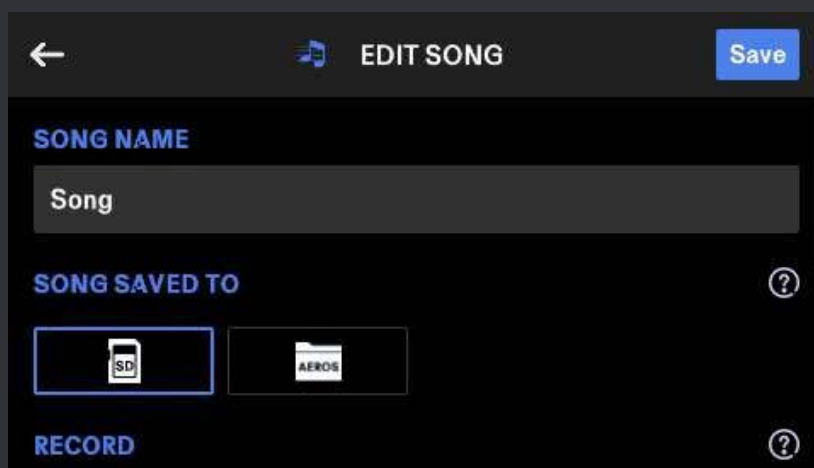 EDIT SONG
Save
SONG NAME
Song
SONG SAVED TO
?
SD
AEROS
RECORD
?